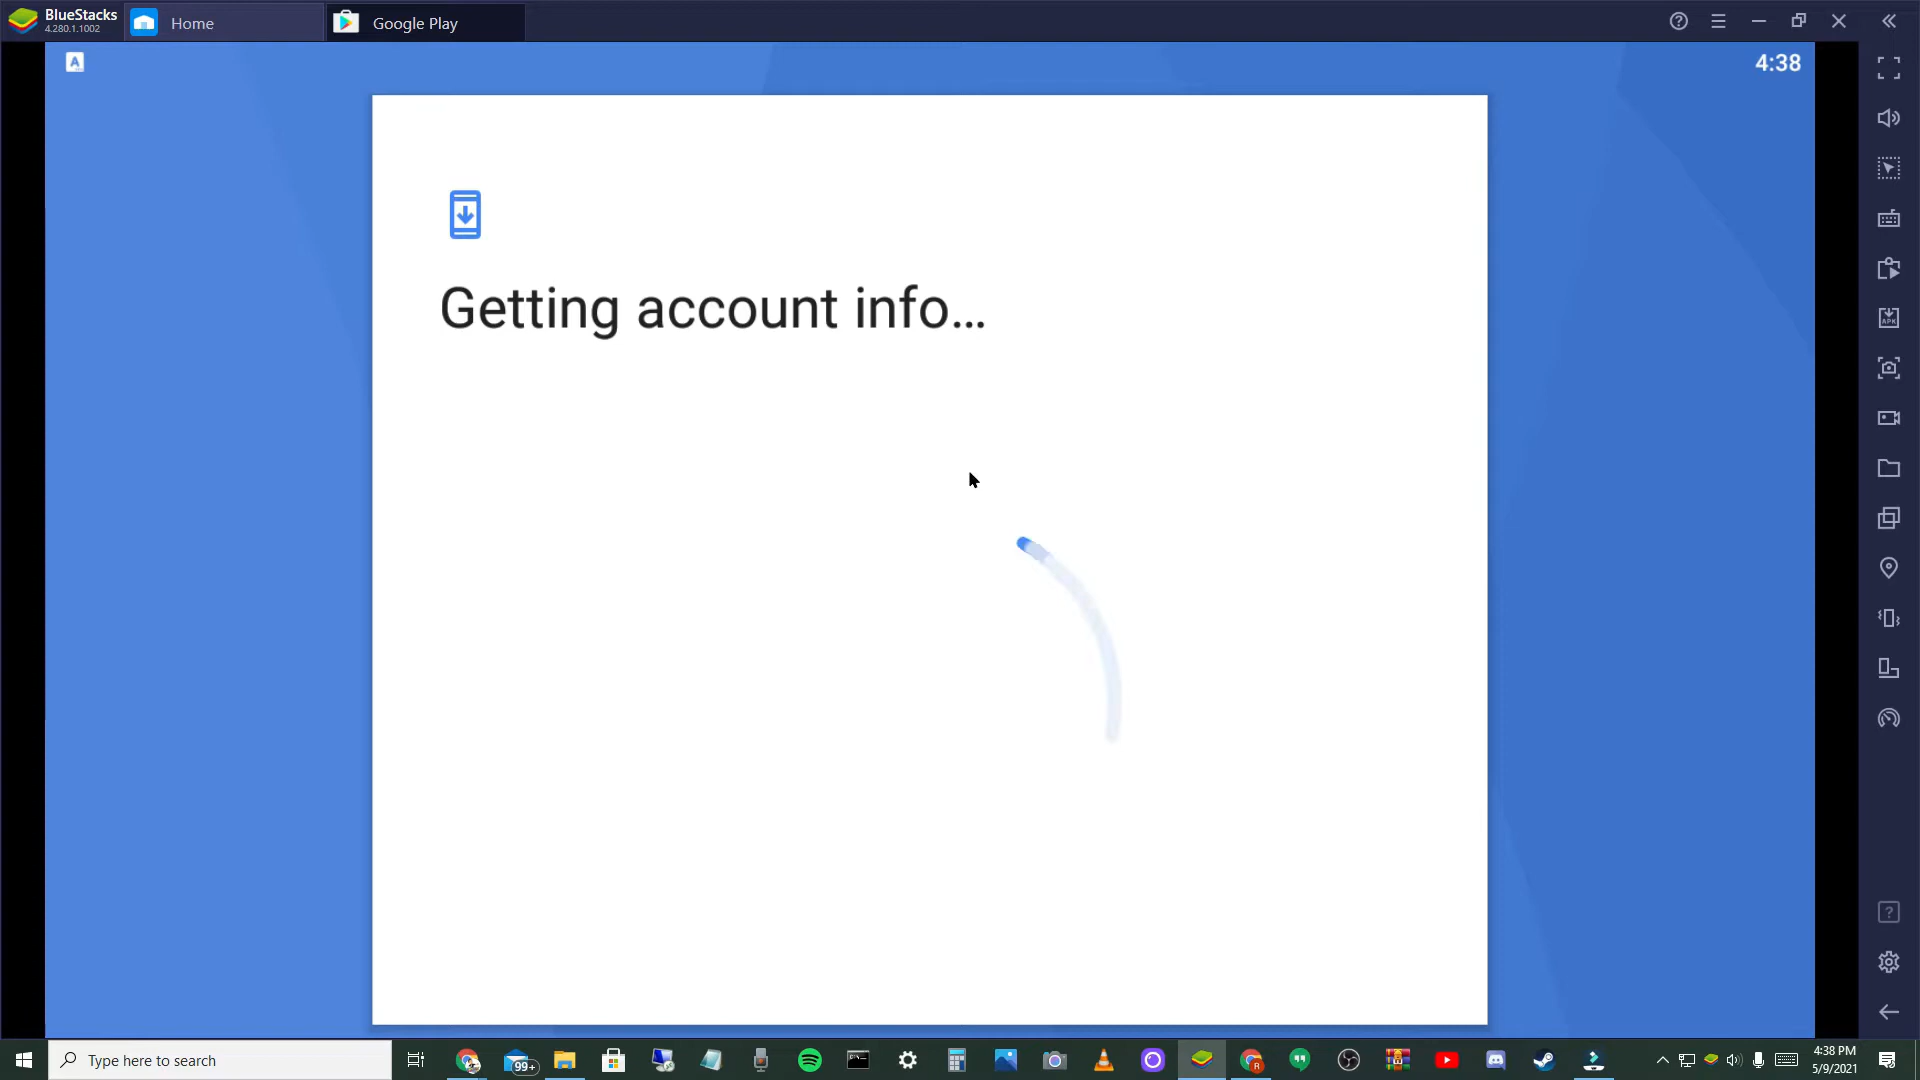 BlueStacks
4.280.1.1002
Home
Google Play
A
4:38
Getting account info...
APK
Type here to search
99+
R
4:38 PM
5/9/2021